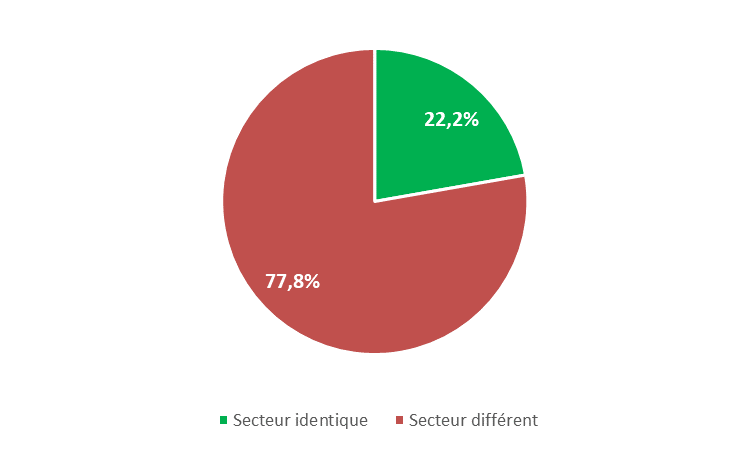 22,2%
77,8%
Secteur identique
Secteur différent